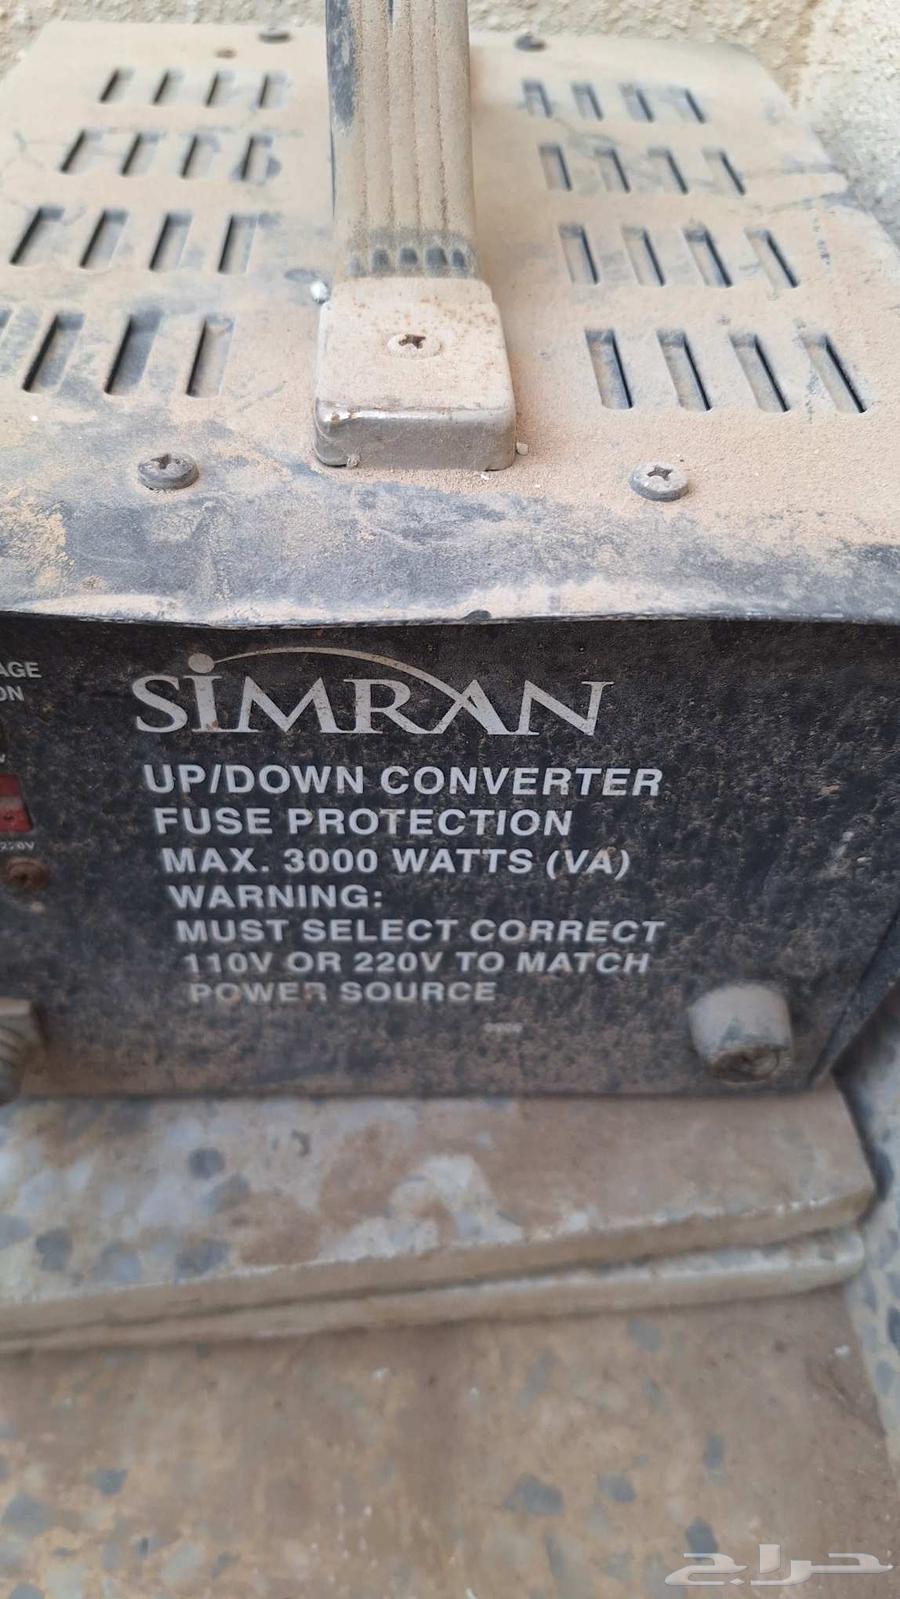 SIMRAN
UP/DOWN CONVERTER
FUSE PROTECTION
MAX. 3000 WATTS (VA)
WARNING:
MUST SELECT CORRECT
110V OR 220V TO MATCH
POWER SOURCE
220V
حراج